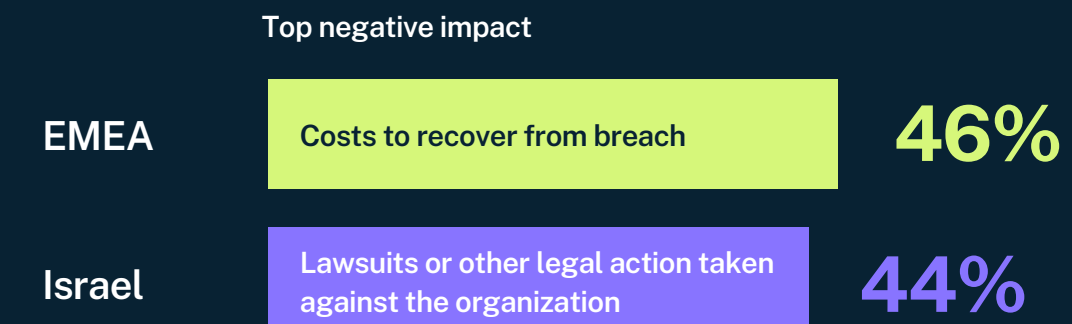 Top negative impact
EMEA
Costs to recover from breach
46%
Israel
Lawsuits or other legal action taken
against the organization
44%